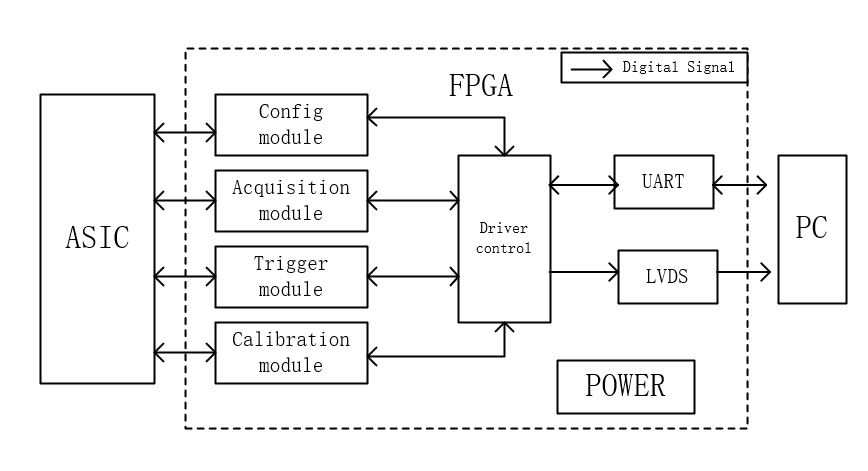 Digital Signal
FPGA
Config
module
Acquisition
module
Trigger
module
Calibration
module
ASIC
Driver
control
UART
LVDS
PC
POWER